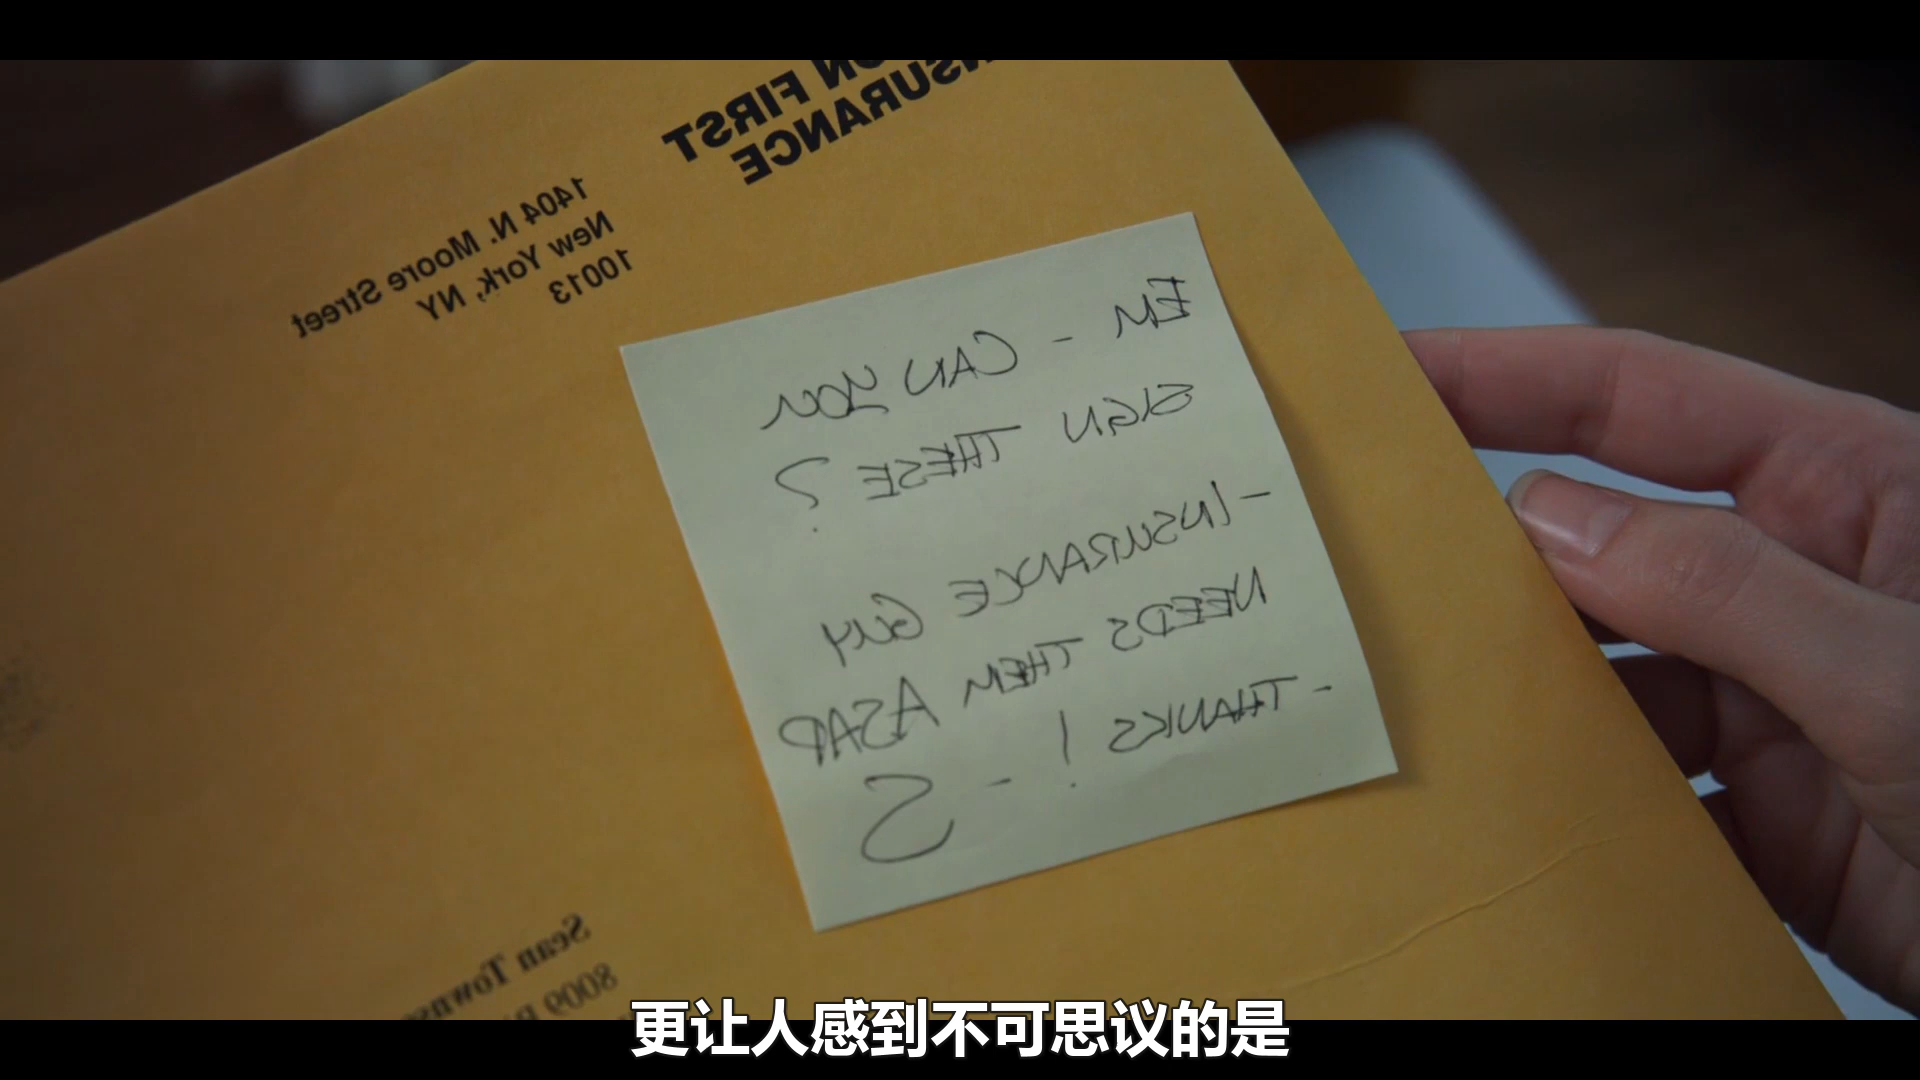 ON FIRST
INSURANCE
1404 N. Moore Street
New York, NY
10013
EM - CAN YOU
SIGN THESE?
- INSURANCE GUY
NEEDS THEM ASAP
- THANKS! - S
Sean
8009
更让人感到不可思议的是